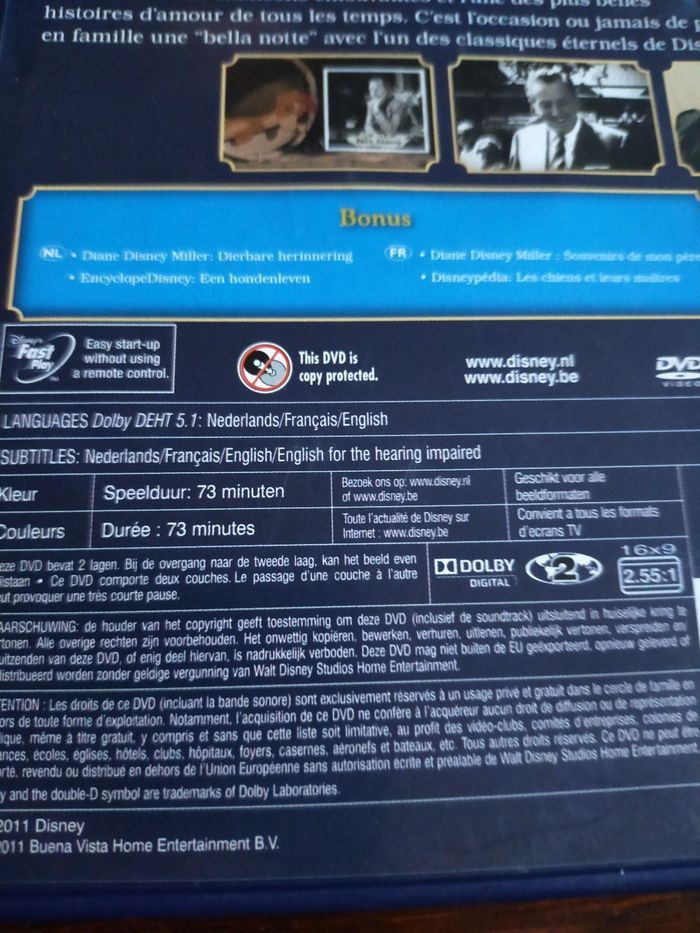 histoires d'amour de tous les temps. C'est l'occasion ou jamais de
en famille une "bella notte" avec l'un des classiques éternels de Dis
Bonus
NL • Diane Disney Miller: Dierbare herinnering
• EncyclopeDisney: Een hondenleven
FR • Diane Disney Miller : Souvenirs de mon père
• Disneypédia: Les chiens et leurs maîtres
Disney's Fast Play™
Easy start-up
without using
a remote control.
This DVD is
copy protected.
www.disney.nl
www.disney.be
DVD
VIDEO
LANGUAGES Dolby DEHT 5.1: Nederlands/Français/English
SUBTITLES: Nederlands/Français/English/English for the hearing impaired
Kleur
Speelduur: 73 minuten
Bezoek ons op: www.disney.nl
of www.disney.be
Geschikt voor alle
beeldformaten
Couleurs
Durée : 73 minutes
Toute l'actualité de Disney sur
Internet : www.disney.be
Convient a tous les formats
d'ecrans TV
eze DVD bevat 2 lagen. Bij de overgang naar de tweede laag, kan het beeld even
ilstaan • Ce DVD comporte deux couches. Le passage d'une couche à l'autre
ut provoquer une très courte pause.
DOLBY
DIGITAL
2
16x9
2.55:1
AARSCHUWING: de houder van het copyright geeft toestemming om deze DVD (inclusief de soundtrack) uitsluitend in huiselijke kring te
rtonen. Alle overige rechten zijn voorbehouden. Het onwettig kopiëren, bewerken, verhuren, uitlenen, publiekelijk vertonen, verspreiden en
uitzenden van deze DVD, of enig deel hiervan, is nadrukkelijk verboden. Deze DVD mag niet buiten de EU geëxporteerd, opnieuw geleverd of
distribueerd worden zonder geldige vergunning van Walt Disney Studios Home Entertainment.
TENTION : Les droits de ce DVD (incluant la bande sonore) sont exclusivement réservés à un usage privé et gratuit dans le cercle de famille en
ors de toute forme d'exploitation. Notamment, l'acquisition de ce DVD ne confère à l'acquéreur aucun droit de diffusion ou de représentation
lique, même à titre gratuit, y compris et sans que cette liste soit limitative, au profit des vidéo-clubs, comités d'entreprises, colonies de
ances, écoles, églises, hôtels, clubs, hôpitaux, foyers, casernes, aéronefs et bateaux, etc. Tous autres droits réservés. Ce DVD ne peut être
rté, revendu ou distribué en dehors de l'Union Européenne sans autorisation écrite et préalable de Walt Disney Studios Home Entertainment
y and the double-D symbol are trademarks of Dolby Laboratories.
2011 Disney
011 Buena Vista Home Entertainment B.V.